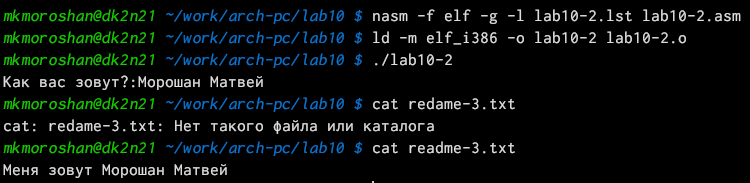 mkmoroshan@dk2n21 ~/work/arch-pc/lab10 $ nasm -f elf -g -l lab10-2.lst lab10-2.asm
mkmoroshan@dk2n21 ~/work/arch-pc/lab10 $ ld -m elf_i386 -o lab10-2 lab10-2.o
mkmoroshan@dk2n21 ~/work/arch-pc/lab10 $ ./lab10-2
Как вас зовут?:Морошан Матвей
mkmoroshan@dk2n21 ~/work/arch-pc/lab10 $ cat redame-3.txt
cat: redame-3.txt: Нет такого файла или каталога
mkmoroshan@dk2n21 ~/work/arch-pc/lab10 $ cat readme-3.txt
Меня зовут Морошан Матвей